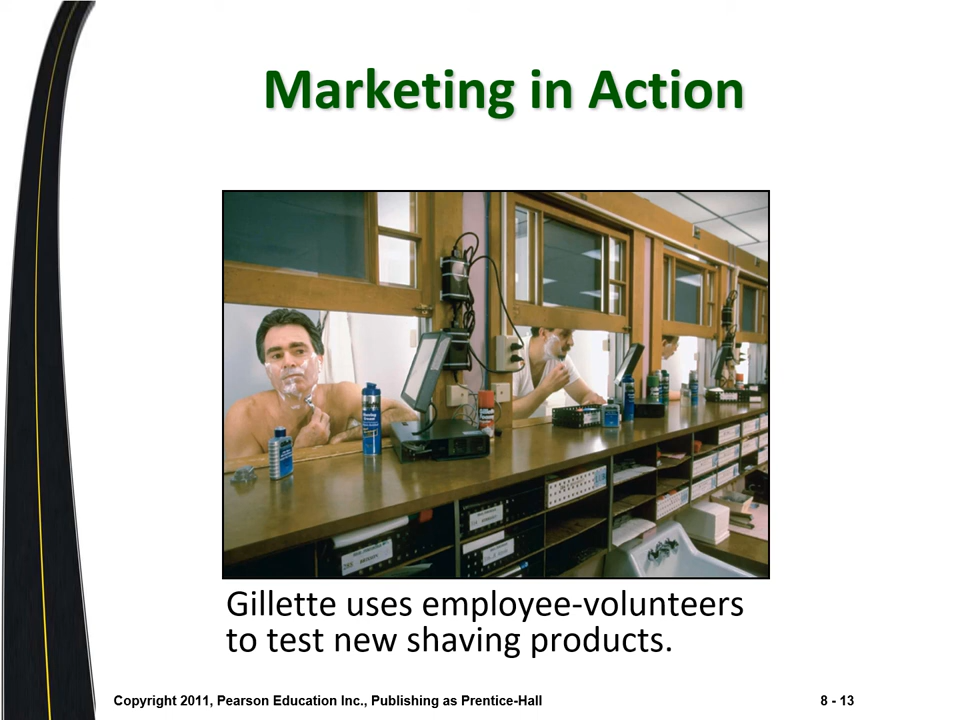 Marketing in Action
Gillette uses employee-volunteers
to test new shaving products.
Copyright 2011, Pearson Education Inc., Publishing as Prentice-Hall
8 - 13